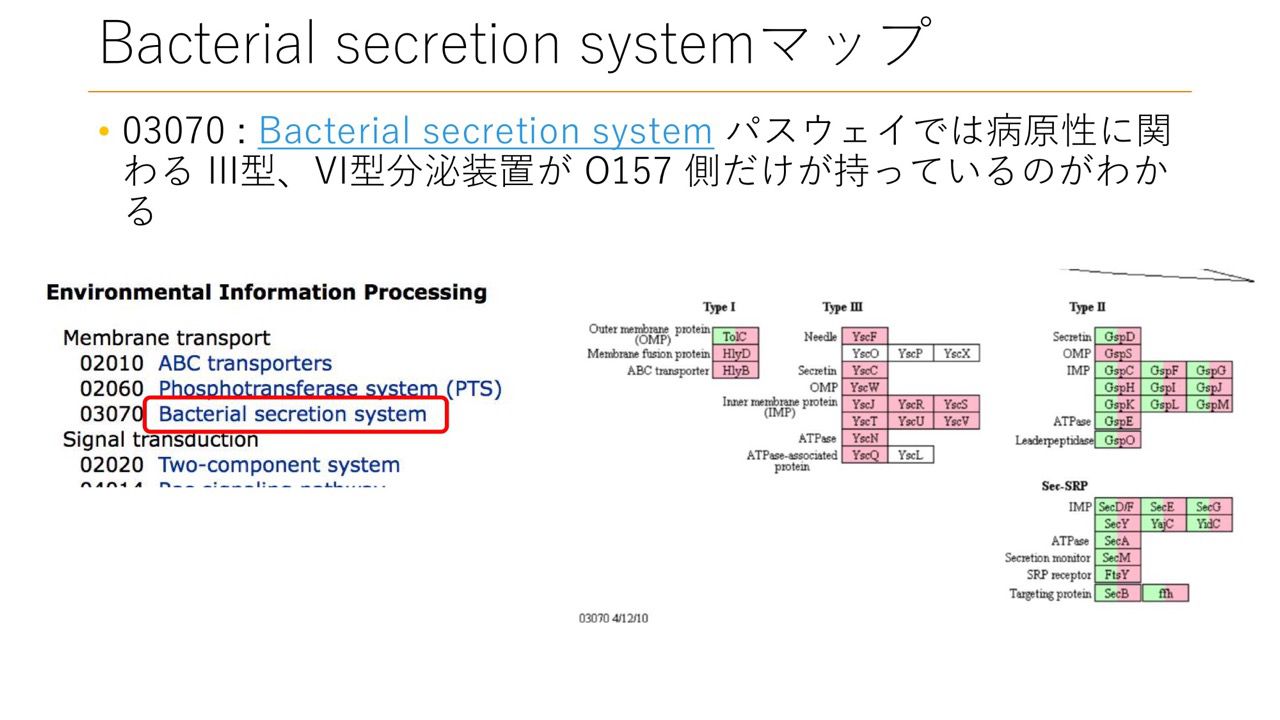 Bacterial secretion systemマップ
• 03070 : Bacterial secretion system パスウェイでは病原性に関
わる III型、VI型分泌装置が O157 側だけが持っているのがわか
る
Environmental Information Processing
Membrane transport
02010 ABC transporters
02060 Phosphotransferase system (PTS)
03070 Bacterial secretion system
Signal transduction
02020 Two-component system
Type I
Outer membrane protein
(OMP)
TolC
Membrane fusion protein HlyD
ABC transporter HlyB
Type III
Needle YscF
YscO YscP YscX
Secretin YscC
OMP YscW
Inner membrane protein
(IMP)
YscJ YscR YscS
YscT YscU YscV
ATPase YscN
ATPase-associated
protein
YscQ YscL
Type II
Secretin GspD
OMP GspS
IMP GspC GspF GspG
GspH GspI GspJ
GspK GspL GspM
ATPase GspE
Leaderpeptidase GspO
Sec-SRP
IMP SecD/F SecE SecG
SecY YajC YidC
ATPase SecA
Secretion monitor SecM
SRP receptor FtsY
Targeting protein SecB ffh
03070 4/12/10